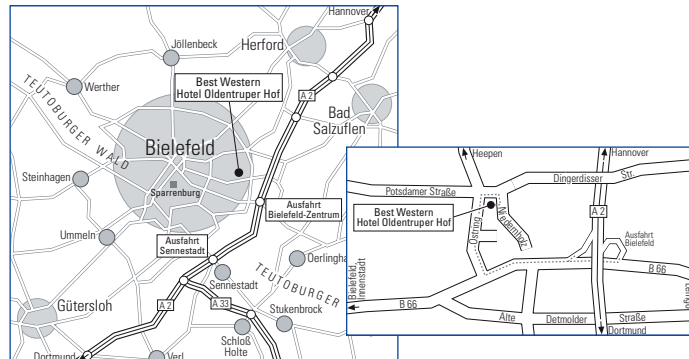 Hannover
Jöllenbeck
Herford
Werther
Best Western
Hotel Oldentruper Hof
A 2
Bad
Salzuflen
TEUTOBURGER WALD
Bielefeld
Steinhagen
Sparrenburg
Ausfahrt
Bielefeld-Zentrum
Ummeln
Ausfahrt
Sennestadt
Oerlingha
Sennestadt
TEUTOBURGER
Gütersloh
A 2
A 33
Stukenbrock
Schloß
Holte
Dortmund
Verl
Heepen
Hannover
Dingerdisser Str.
Potsdamer Straße
A 2
Best Western
Hotel Oldentruper Hof
Ostring
Niedernholz
Ausfahrt
Bielefeld
Bielefeld
Innenstadt
B 66
B 66
Alte Detmolder Straße
Dortmund